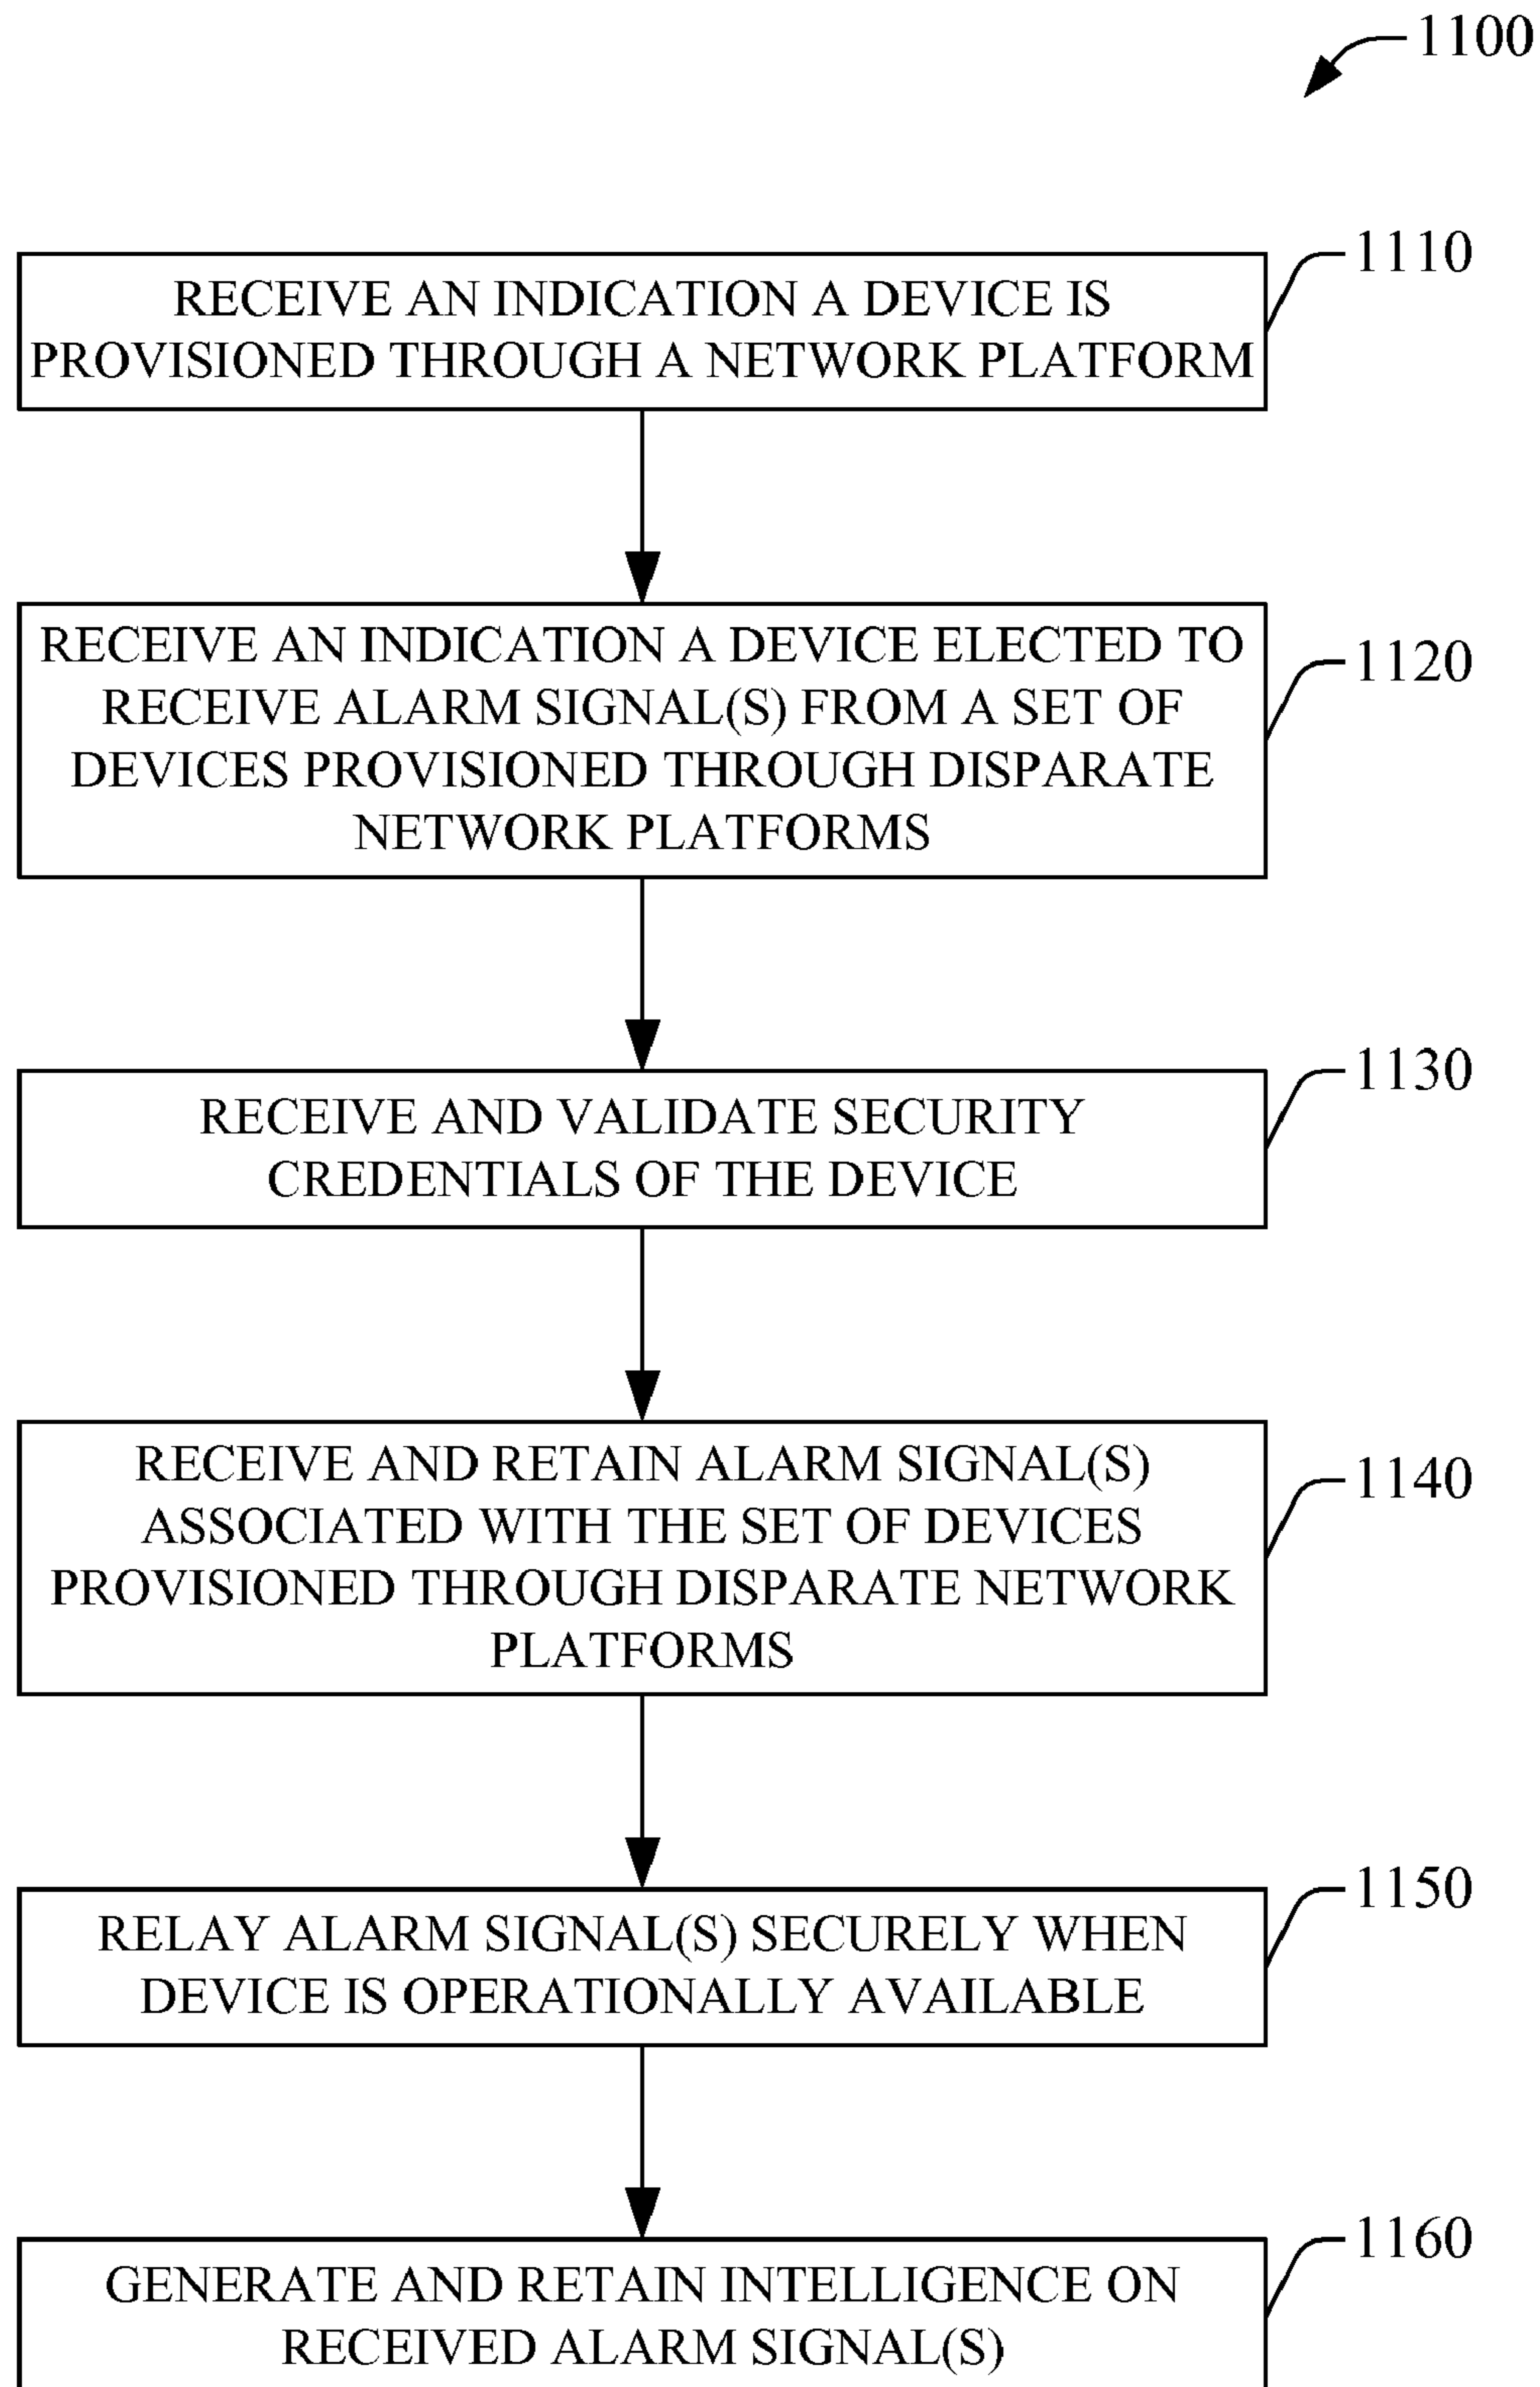 1100
RECEIVE AN INDICATION A DEVICE IS
PROVISIONED THROUGH A NETWORK PLATFORM
1110
RECEIVE AN INDICATION A DEVICE ELECTED TO
RECEIVE ALARM SIGNAL(S) FROM A SET OF
DEVICES PROVISIONED THROUGH DISPARATE
NETWORK PLATFORMS
1120
RECEIVE AND VALIDATE SECURITY
CREDENTIALS OF THE DEVICE
1130
RECEIVE AND RETAIN ALARM SIGNAL(S)
ASSOCIATED WITH THE SET OF DEVICES
PROVISIONED THROUGH DISPARATE NETWORK
PLATFORMS
1140
RELAY ALARM SIGNAL(S) SECURELY WHEN
DEVICE IS OPERATIONALLY AVAILABLE
1150
GENERATE AND RETAIN INTELLIGENCE ON
RECEIVED ALARM SIGNAL(S)
1160